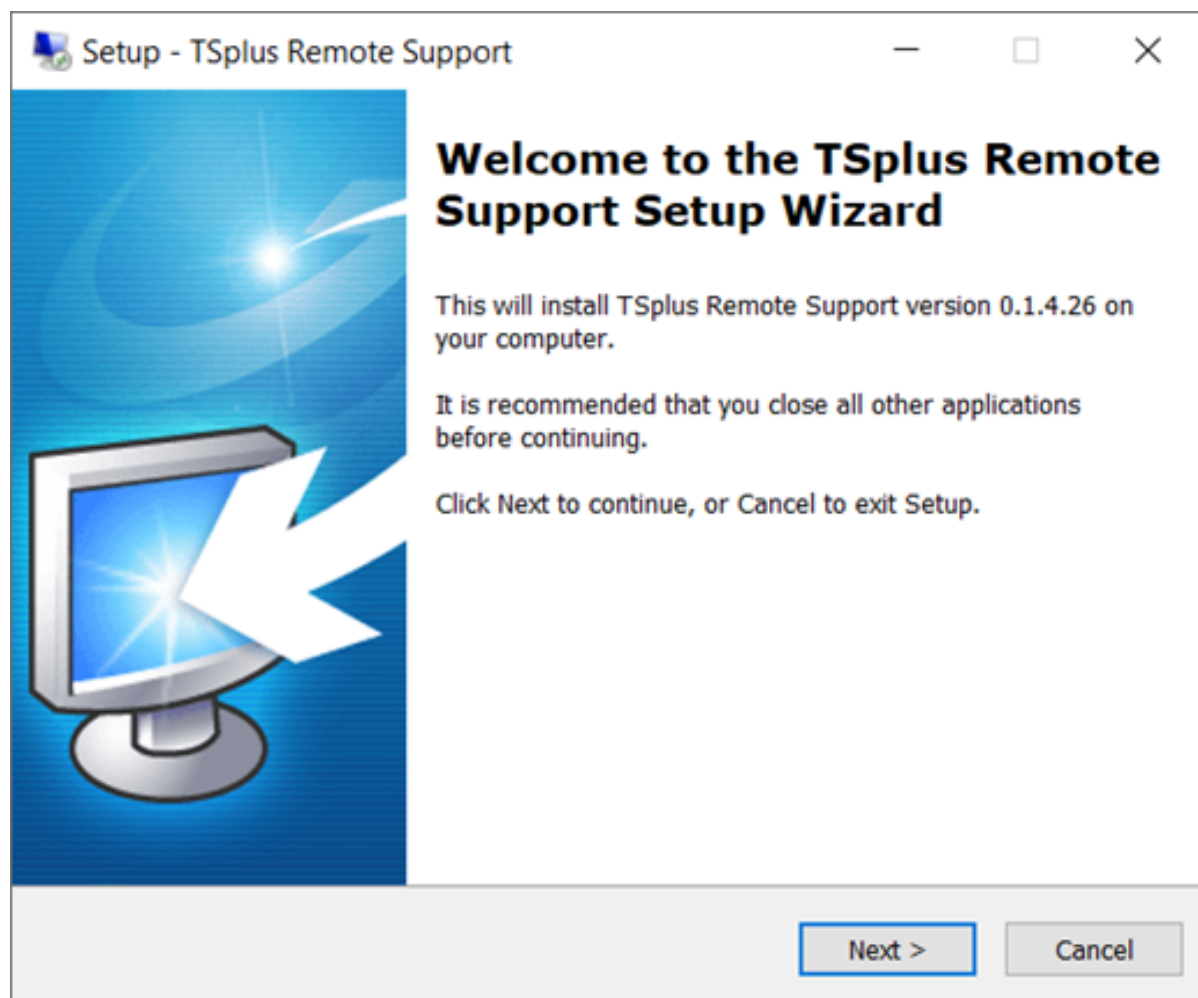 Setup - TSplus Remote Support
Welcome to the TSplus Remote
Support Setup Wizard
This will install TSplus Remote Support version 0.1.4.26 on
your computer.
It is recommended that you close all other applications
before continuing.
Click Next to continue, or Cancel to exit Setup.
Next >
Cancel